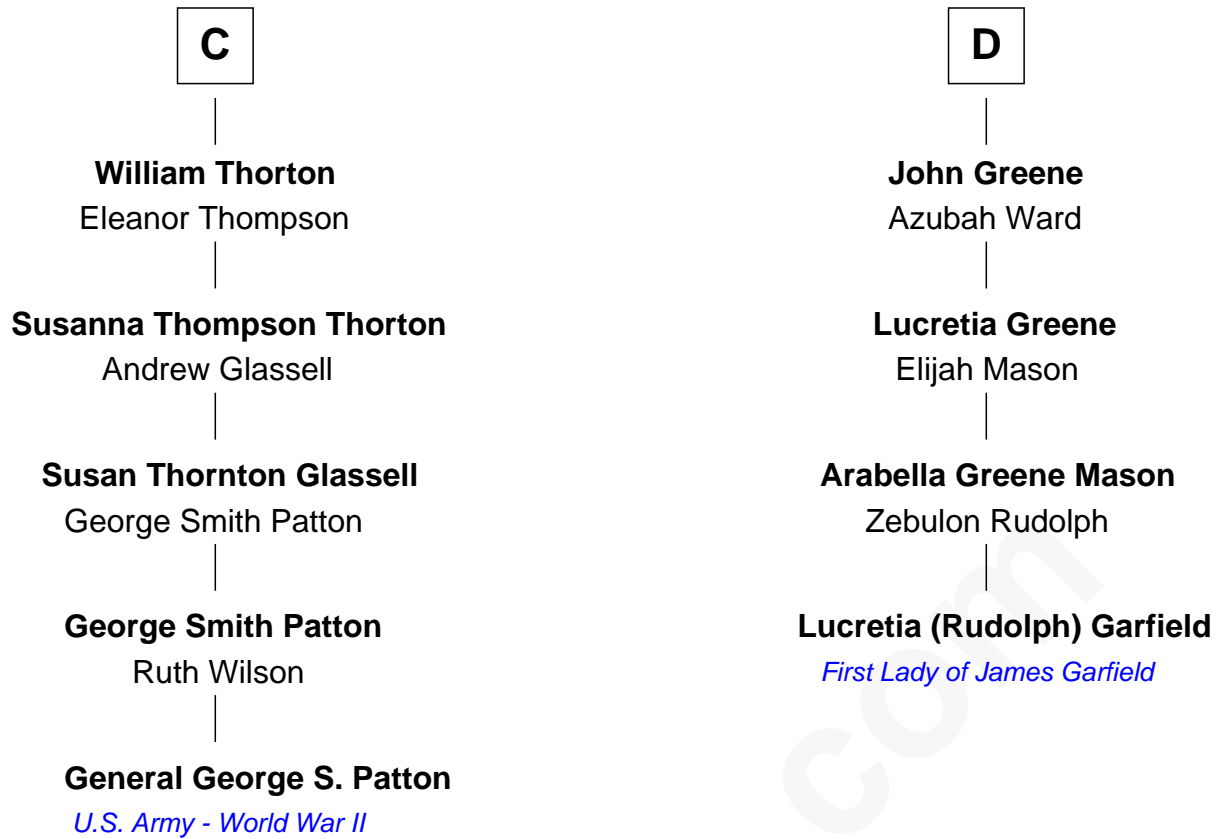 C
William Thorton
Eleanor Thompson
Susanna Thompson Thorton
Andrew Glassell
Susan Thornton Glassell
George Smith Patton
George Smith Patton
Ruth Wilson
General George S. Patton
U.S. Army - World War II
D
John Greene
Azubah Ward
Lucretia Greene
Elijah Mason
Arabella Greene Mason
Zebulon Rudolph
Lucretia (Rudolph) Garfield
First Lady of James Garfield
com